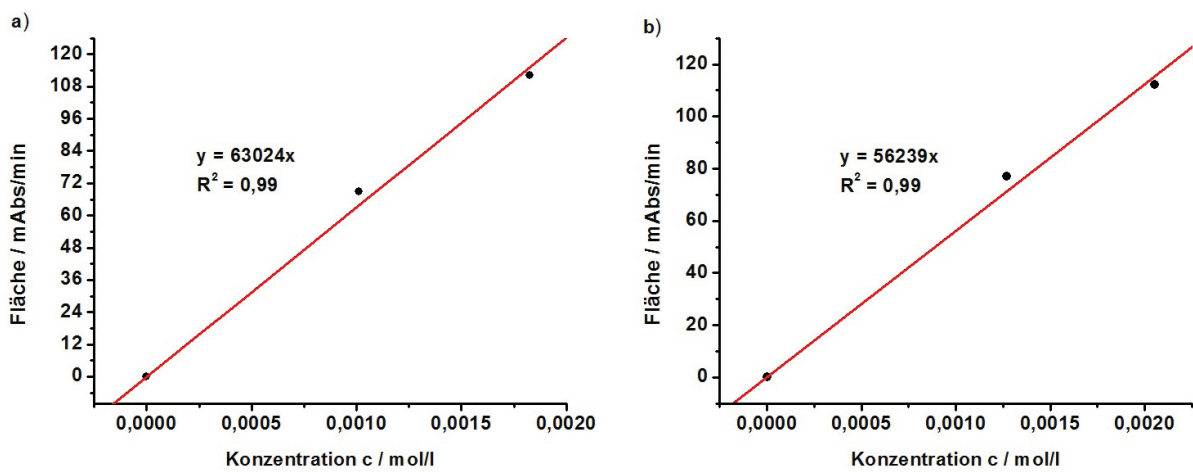 a)
Fläche / mAbs/min
120
108
96
84
72
60
48
36
24
12
0
y = 63024x
R² = 0,99
0,0000 0,0005 0,0010 0,0015 0,0020
Konzentration c / mol/l
b)
Fläche / mAbs/min
120
100
80
60
40
20
0
y = 56239x
R² = 0,99
0,0000 0,0005 0,0010 0,0015 0,0020
Konzentration c / mol/l